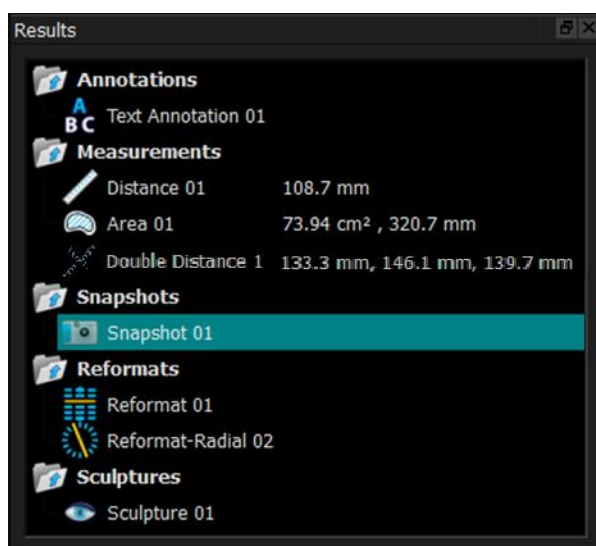 Results
Annotations
ABC Text Annotation 01
Measurements
Distance 01 108.7 mm
Area 01 73.94 cm² , 320.7 mm
Double Distance 1 133.3 mm, 146.1 mm, 139.7 mm
Snapshots
Snapshot 01
Reformats
Reformat 01
Reformat-Radial 02
Sculptures
Sculpture 01